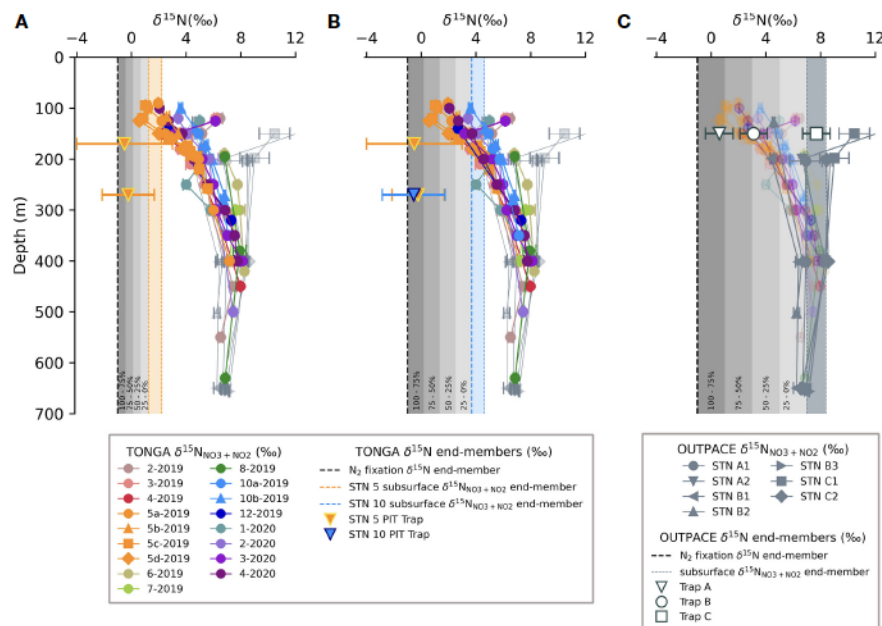 A
B
C
δ¹⁵N(‰)
δ¹⁵N(‰)
δ¹⁵N(‰)
−4 0 4 8 12
−4 0 4 8 12
−4 0 4 8 12
Depth (m)
0
100
200
300
400
500
600
700
100 - 75%
75 - 50%
50 - 25%
25 - 0%
100 - 75%
75 - 50%
50 - 25%
25 - 0%
100 - 75%
75 - 50%
50 - 25%
25 - 0%
TONGA δ¹⁵N_NO3+NO2 (‰)
2-2019
3-2019
4-2019
5a-2019
5b-2019
5c-2019
5d-2019
6-2019
7-2019
8-2019
10a-2019
10b-2019
12-2019
1-2020
2-2020
3-2020
4-2020
TONGA δ¹⁵N end-members (‰)
N₂ fixation δ¹⁵N end-member
STN 5 subsurface δ¹⁵N_NO3+NO2 end-member
STN 10 subsurface δ¹⁵N_NO3+NO2 end-member
STN 5 PIT Trap
STN 10 PIT Trap
OUTPACE δ¹⁵N_NO3+NO2 (‰)
STN A1
STN A2
STN B1
STN B2
STN B3
STN C1
STN C2
OUTPACE δ¹⁵N end-members (‰)
N₂ fixation δ¹⁵N end-member
subsurface δ¹⁵N_NO3+NO2 end-member
Trap A
Trap B
Trap C